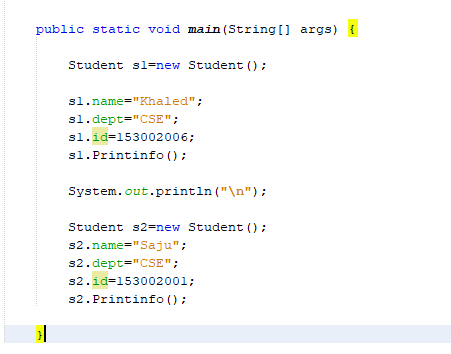 public static void main(String[] args) {
Student s1=new Student();
s1.name="Khaled";
s1.dept="CSE";
s1.id=153002006;
s1.Printinfo();
System.out.println("\n");
Student s2=new Student();
s2.name="Saju";
s2.dept="CSE";
s2.id=153002001;
s2.Printinfo();
}